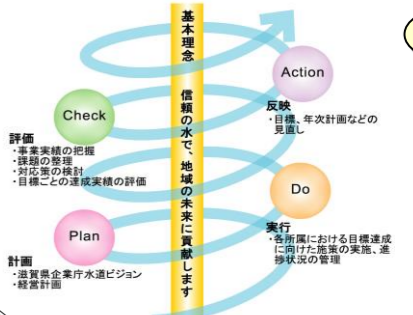 基本理念　信頼の水で、地域の未来に貢献します
Action
反映
・目標、年次計画などの
見直し
Check
評価
・事業実績の把握
・課題の整理
・対応策の検討
・目標ごとの達成実績の評価
Do
実行
・各所属における目標達成
に向けた施策の実施、進
捗状況の管理
Plan
計画
・滋賀県企業庁水道ビジョン
・経営計画